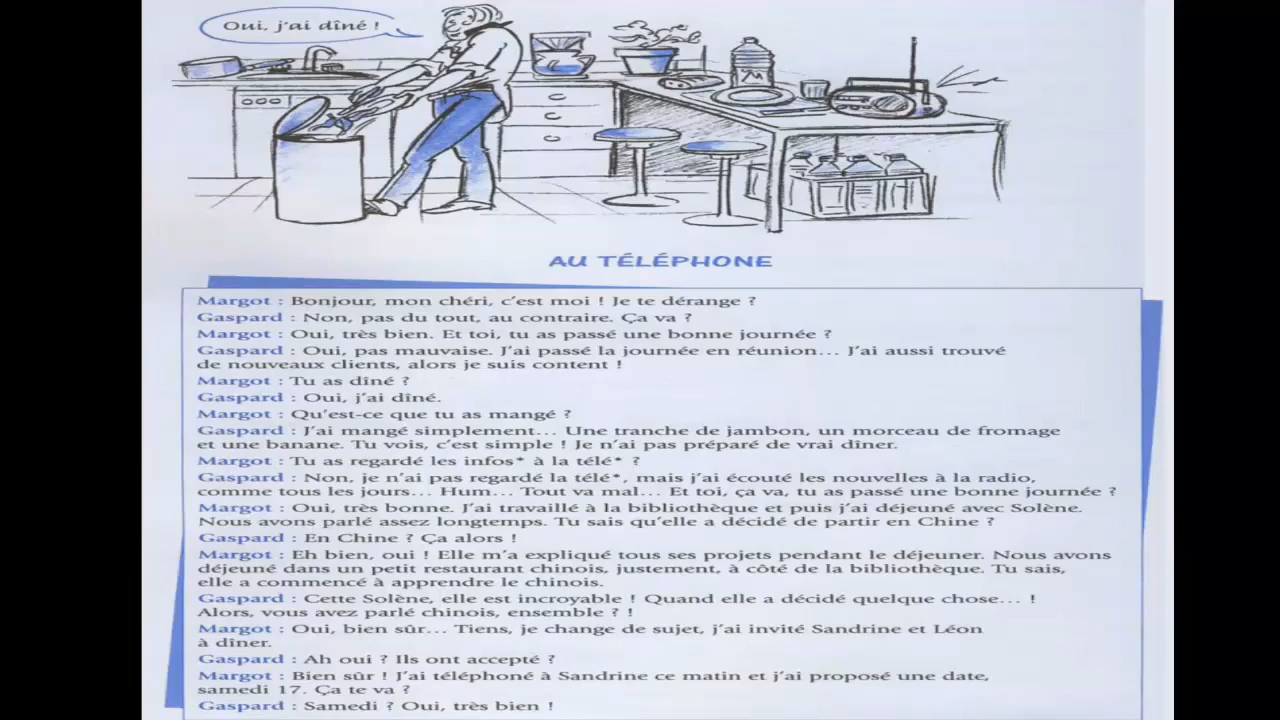 Oui, j'ai dîné !
AU TÉLÉPHONE
Margot : Bonjour, mon chéri, c'est moi ! Je te dérange ?
Gaspard : Non, pas du tout, au contraire. Ça va ?
Margot : Oui, très bien. Et toi, tu as passé une bonne journée ?
Gaspard : Oui, pas mauvaise. J'ai passé la journée en réunion... J'ai aussi trouvé
de nouveaux clients, alors je suis content !
Margot : Tu as dîné ?
Gaspard : Oui, j'ai dîné.
Margot : Qu'est-ce que tu as mangé ?
Gaspard : J'ai mangé simplement... Une tranche de jambon, un morceau de fromage
et une banane. Tu vois, c'est simple ! Je n'ai pas préparé de vrai dîner.
Margot : Tu as regardé les infos* à la télé* ?
Gaspard : Non, je n'ai pas regardé la télé*, mais j'ai écouté les nouvelles à la radio,
comme tous les jours... Hum... Tout va mal... Et toi, ça va, tu as passé une bonne journée ?
Margot : Oui, très bonne. J'ai travaillé à la bibliothèque et puis j'ai déjeuné avec Solène.
Nous avons parlé assez longtemps. Tu sais qu'elle a décidé de partir en Chine ?
Gaspard : En Chine ? Ça alors !
Margot : Eh bien, oui ! Elle m'a expliqué tous ses projets pendant le déjeuner. Nous avons
déjeuné dans un petit restaurant chinois, justement, à côté de la bibliothèque. Tu sais,
elle a commencé à apprendre le chinois.
Gaspard : Cette Solène, elle est incroyable ! Quand elle a décidé quelque chose... !
Alors, vous avez parlé chinois, ensemble ? !
Margot : Oui, bien sûr... Tiens, je change de sujet, j'ai invité Sandrine et Léon
à dîner.
Gaspard : Ah oui ? Ils ont accepté ?
Margot : Bien sûr ! J'ai téléphoné à Sandrine ce matin et j'ai proposé une date,
samedi 17. Ça te va ?
Gaspard : Samedi ? Oui, très bien !